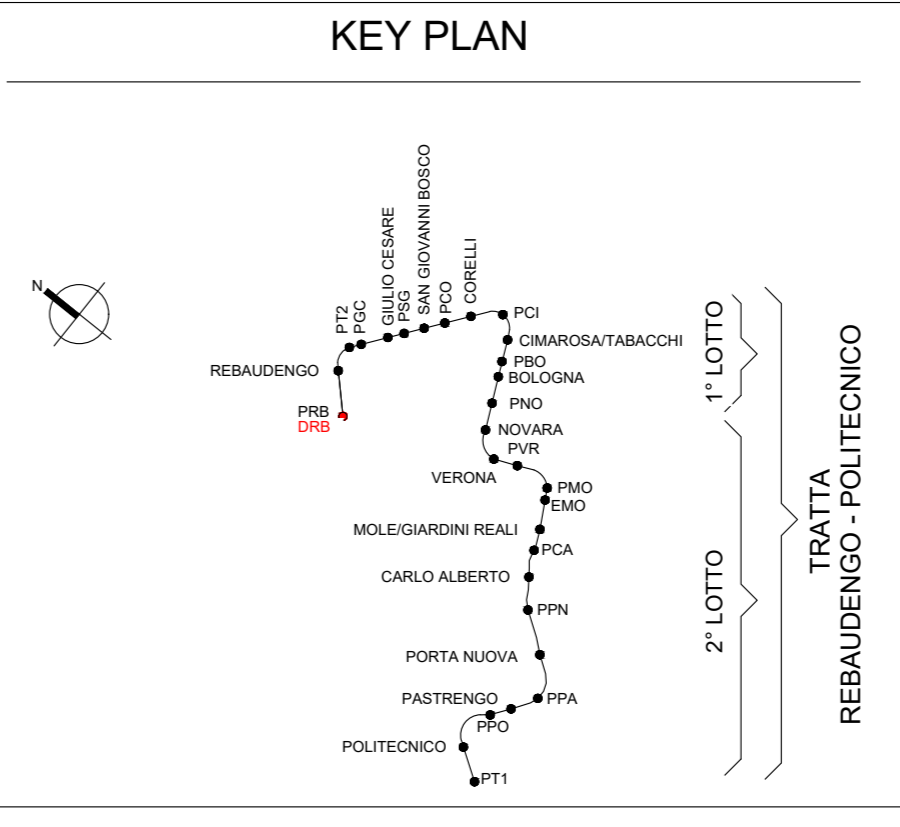 KEY PLAN
N
PT2
PGC
GIULIO CESARE
PSG
SAN GIOVANNI BOSCO
PCO
CORELLI
PCI
CIMAROSA/TABACCHI
REBAUDENGO
PBO
BOLOGNA
PRB
DRB
PNO
NOVARA
PVR
VERONA
PMO
EMO
MOLE/GIARDINI REALI
PCA
CARLO ALBERTO
PPN
PORTA NUOVA
PASTRENGO
PPA
PPO
POLITECNICO
PT1
1° LOTTO
2° LOTTO
TRATTA
REBAUDENGO - POLITECNICO